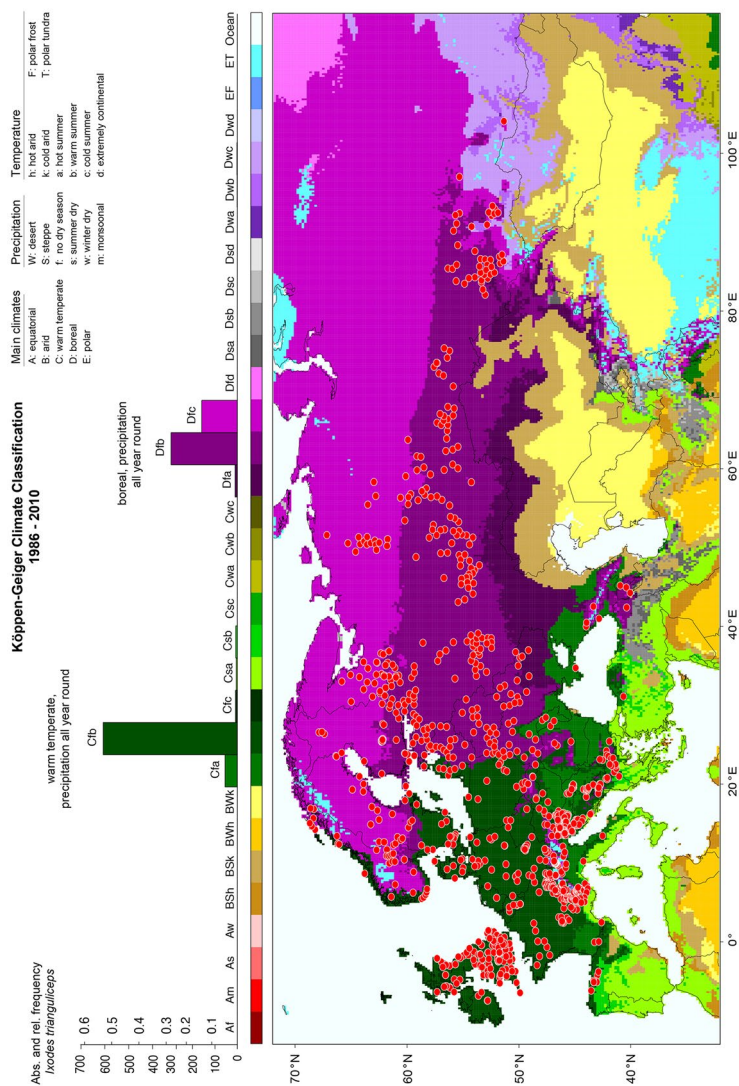 Köppen-Geiger Climate Classification
1986 - 2010
Abs. and rel. frequency
Ixodes trianguliceps
700
600
500
400
300
200
100
0
0.6
0.5
0.4
0.3
0.2
0.1
warm temperate,
precipitation all year round
Cfa
Cfb
Cfc
boreal, precipitation
all year round
Dfa
Dfb
Dfc
Main climates
A: equatorial
B: arid
C: warm temperate
D: boreal
E: polar
Precipitation
W: desert
S: steppe
f: no dry season
s: summer dry
w: winter dry
m: monsoonal
Temperature
h: hot arid
k: cold arid
a: hot summer
b: warm summer
c: cold summer
d: extremely continental
F: polar frost
T: polar tundra
Af Am As Aw BSh BSk BWh BWk Csa Csb Csc Cwa Cwb Cwc Dfd Dsa Dsb Dsc Dsd Dwa Dwb Dwc Dwd EF ET Ocean
70°N
60°N
50°N
40°N
0° 20°E 40°E 60°E 80°E 100°E